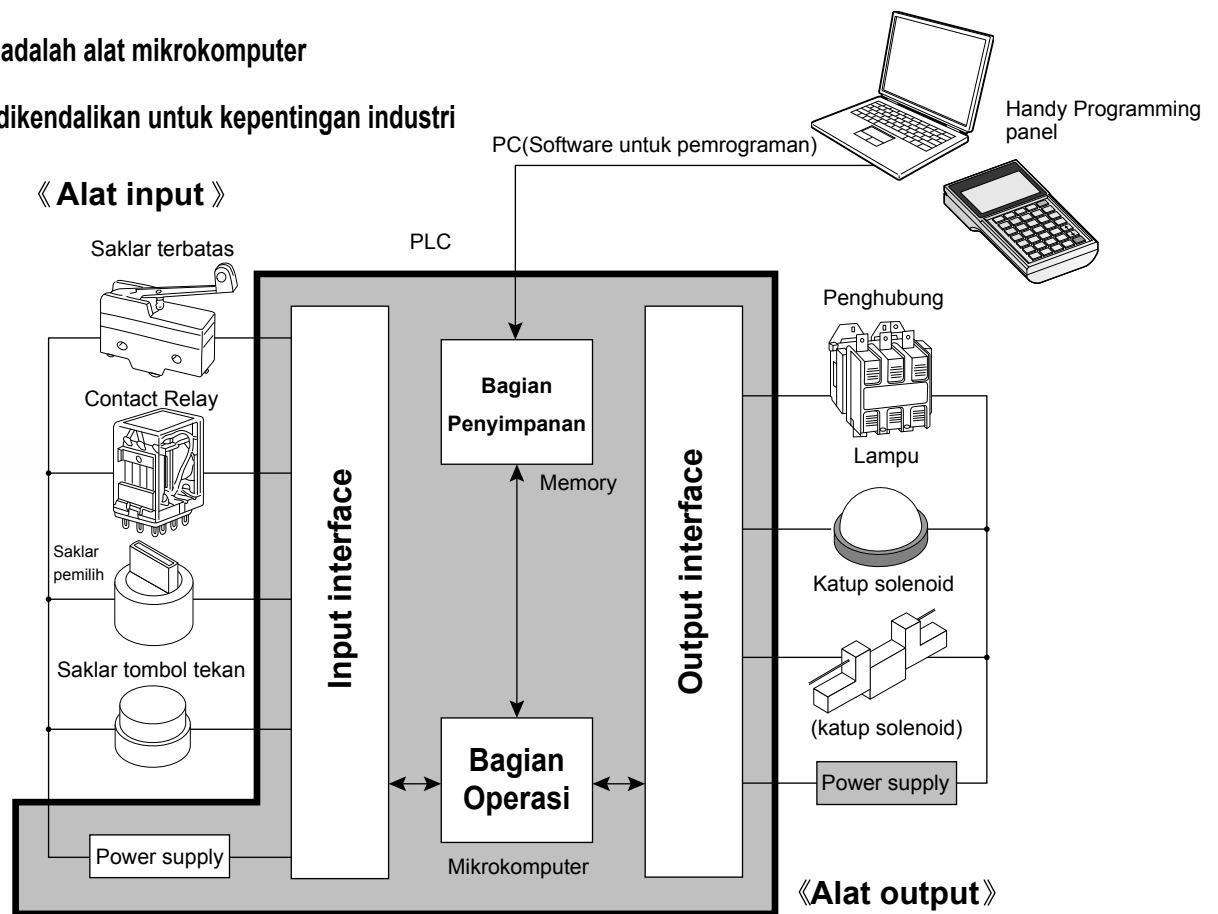 adalah alat mikrokomputer
dikendalikan untuk kepentingan industri
Handy Programming
panel
PC(Software untuk pemrograman)
《Alat input》
PLC
Saklar terbatas
Contact Relay
Saklar
pemilih
Saklar tombol tekan
Power supply
Input interface
Bagian
Penyimpanan
Memory
Bagian
Operasi
Mikrokomputer
Output interface
Penghubung
Lampu
Katup solenoid
(katup solenoid)
Power supply
《Alat output》